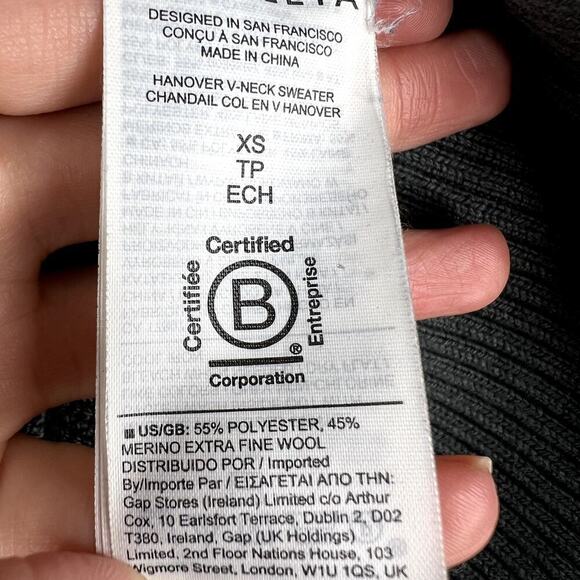 DESIGNED IN SAN FRANCISCO
CONÇU À SAN FRANCISCO
MADE IN CHINA
HANOVER V-NECK SWEATER
CHANDAIL COL EN V HANOVER
XS
TP
ECH
Certified
Certifiée
B
Entreprise
®
Corporation
US/GB: 55% POLYESTER, 45%
MERINO EXTRA FINE WOOL
DISTRIBUIDO POR / Imported
By/Importe Par / ΕΙΣΑΓΕΤΑΙ ΑΠΟ ΤΗΝ:
Gap Stores (Ireland) Limited c/o Arthur
Cox, 10 Earlsfort Terrace, Dublin 2, D02
T380, Ireland, Gap (UK Holdings)
Limited, 2nd Floor Nations House, 103
Wigmore Street, London, W1U 1QS, UK